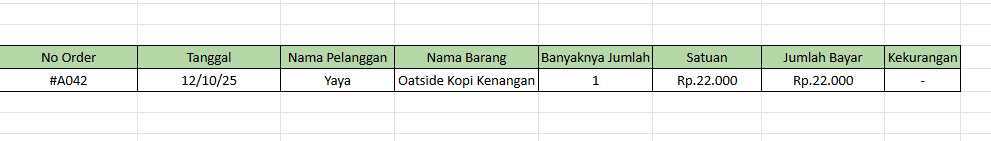 No Order Tanggal Nama Pelanggan Nama Barang Banyaknya Jumlah Satuan Jumlah Bayar Kekurangan
#A042 12/10/25 Yaya Oatside Kopi Kenangan 1 Rp.22.000 Rp.22.000 -